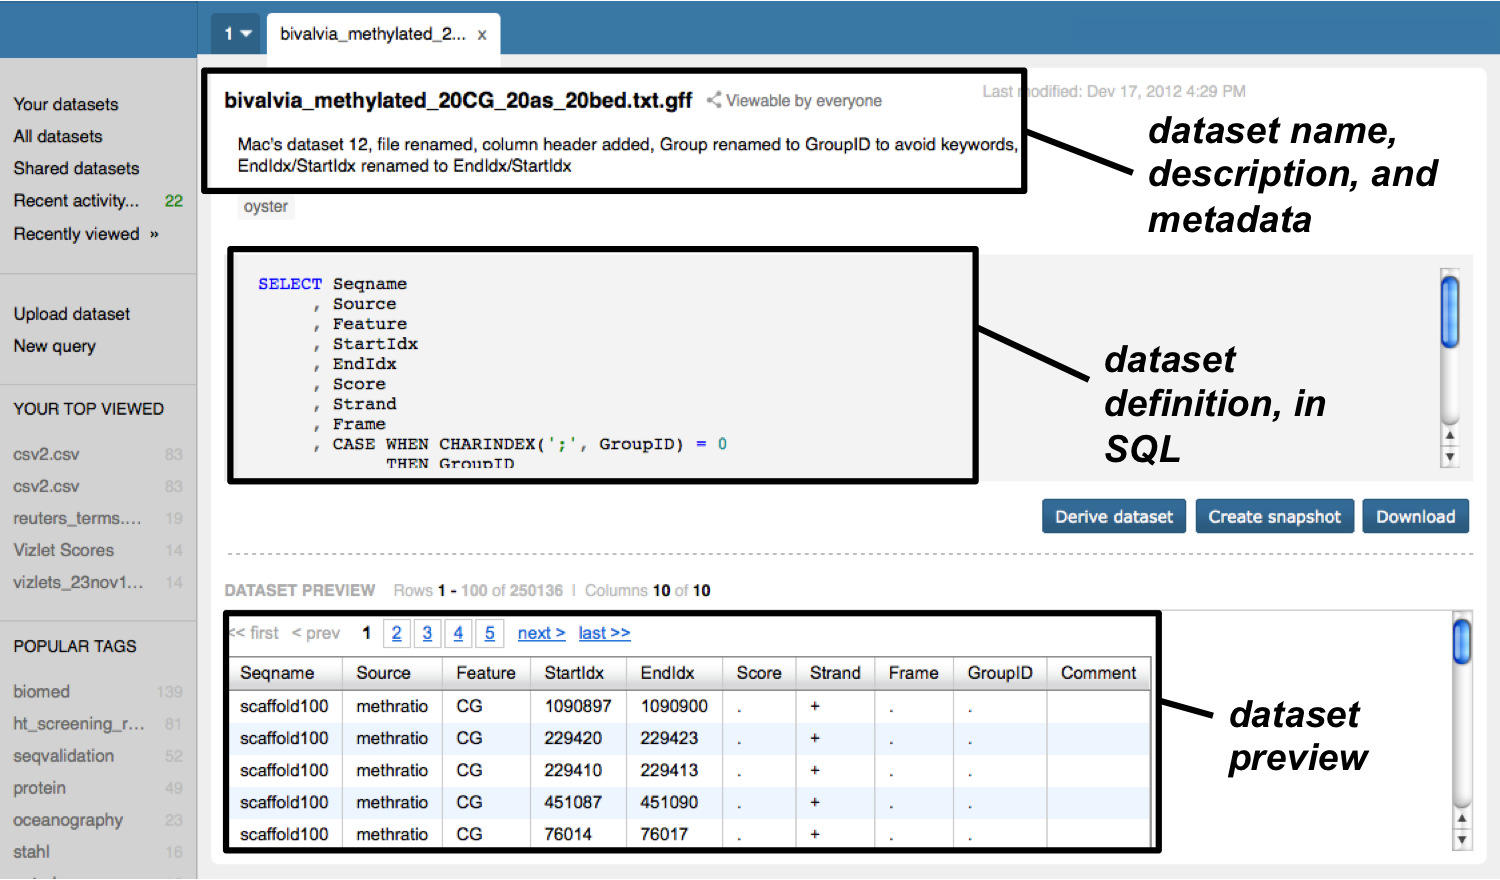 1 bivalvia_methylated_2... x
Your datasets
All datasets
Shared datasets
Recent activity... 22
Recently viewed »
Upload dataset
New query
YOUR TOP VIEWED
csv2.csv 83
csv2.csv 83
reuters_terms.... 19
Vizlet Scores 14
vizlets_23nov1... 14
POPULAR TAGS
biomed 139
ht_screening_r... 81
seqvalidation 52
protein 49
oceanography 23
stahl 16
bivalvia_methylated_20CG_20as_20bed.txt.gff Viewable by everyone
Last modified: Dev 17, 2012 4:29 PM
Mac's dataset 12, file renamed, column header added, Group renamed to GroupID to avoid keywords,
EndIdx/StartIdx renamed to EndIdx/StartIdx
oyster
dataset name,
description, and
metadata
SELECT Seqname
, Source
, Feature
, StartIdx
, EndIdx
, Score
, Strand
, Frame
, CASE WHEN CHARINDEX(';', GroupID) = 0
THEN GroupID
dataset
definition, in
SQL
Derive dataset Create snapshot Download
DATASET PREVIEW Rows 1 - 100 of 250136 | Columns 10 of 10
<< first < prev 1 2 3 4 5 next > last >>
Seqname Source Feature StartIdx EndIdx Score Strand Frame GroupID Comment
scaffold100 methratio CG 1090897 1090900 . + . .
scaffold100 methratio CG 229420 229423 . + . .
scaffold100 methratio CG 229410 229413 . + . .
scaffold100 methratio CG 451087 451090 . + . .
scaffold100 methratio CG 76014 76017 . + . .
dataset
preview